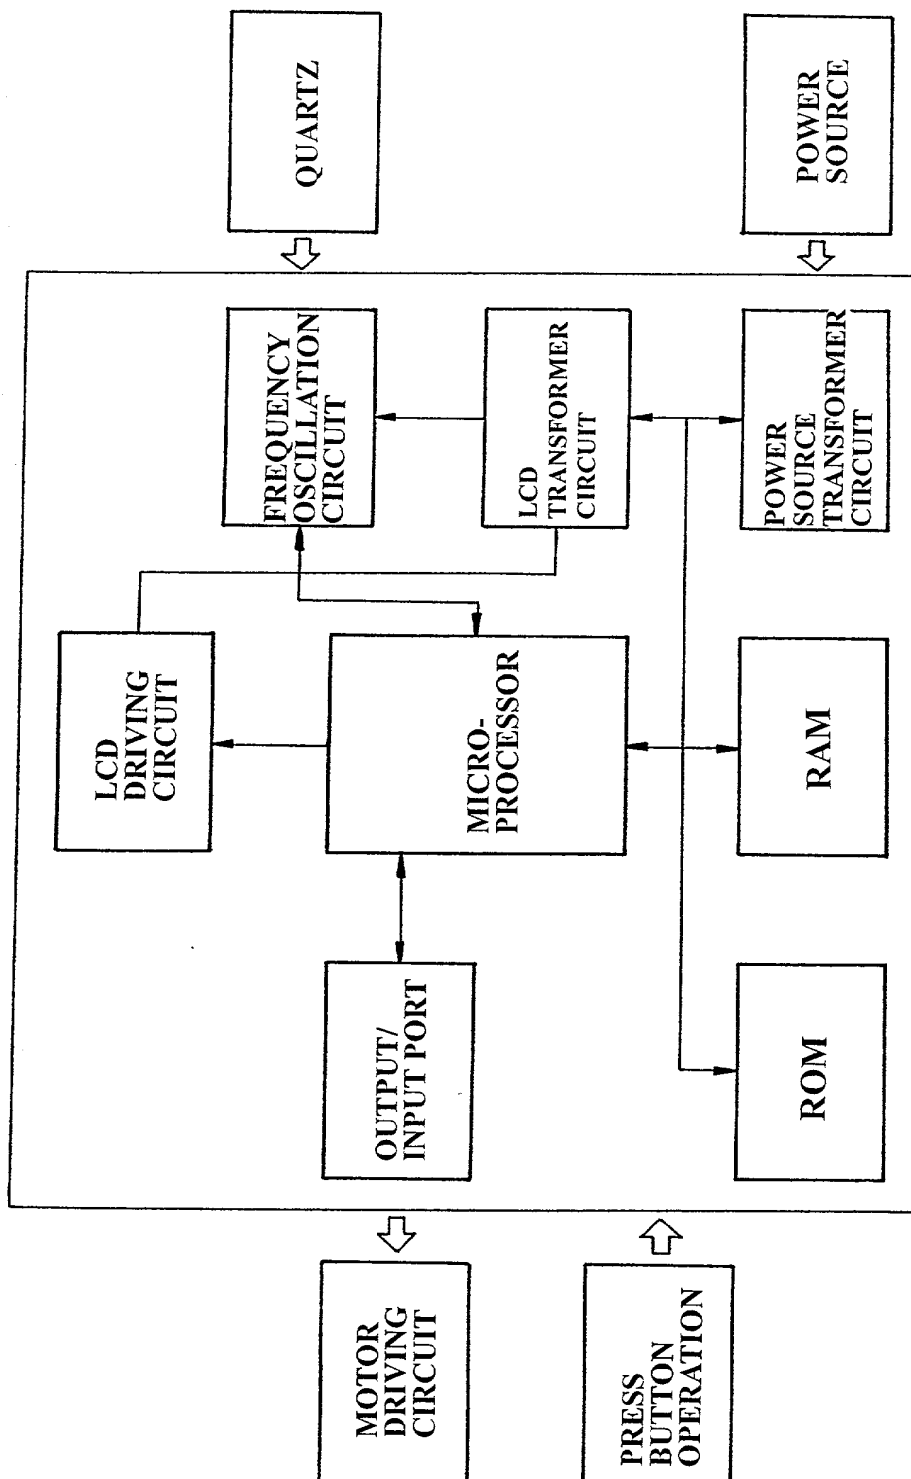 LCD
DRIVING
CIRCUIT
QUARTZ
FREQUENCY
OSCILLATION
CIRCUIT
MOTOR
DRIVING
CIRCUIT
OUTPUT/
INPUT PORT
MICRO-
PROCESSOR
LCD
TRANSFORMER
CIRCUIT
PRESS
BUTTON
OPERATION
ROM
RAM
POWER
SOURCE
TRANSFORMER
CIRCUIT
POWER
SOURCE